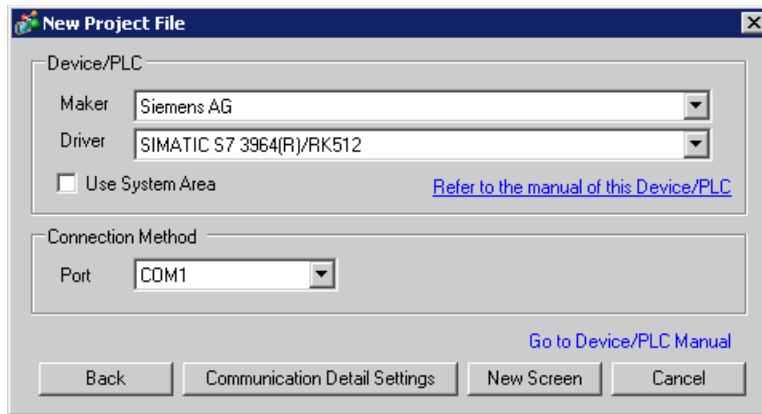 New Project File
Device/PLC
Maker Siemens AG
Driver SIMATIC S7 3964(R)/RK512
Use System Area Refer to the manual of this Device/PLC
Connection Method
Port COM1
Go to Device/PLC Manual
Back Communication Detail Settings New Screen Cancel